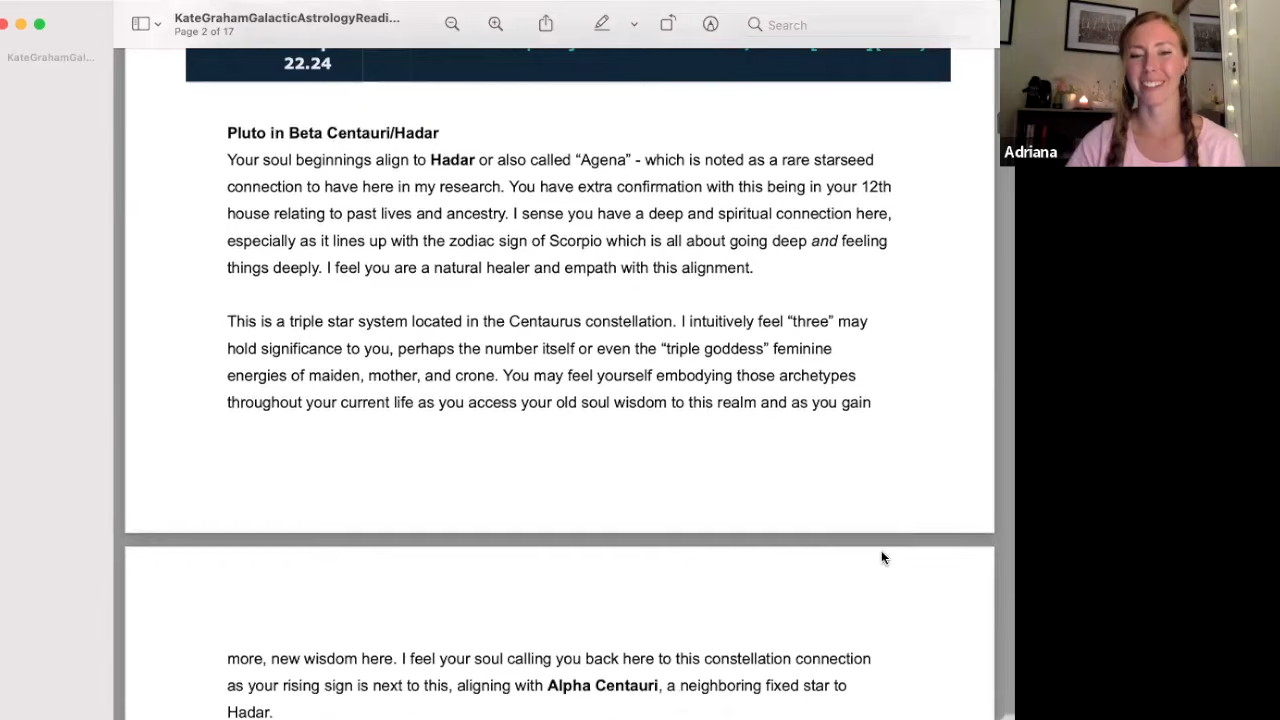 KateGrahamGalacticAstrologyReadi...
Page 2 of 17
Search
KateGrahamGal...
22.24
Adriana
Pluto in Beta Centauri/Hadar
Your soul beginnings align to Hadar or also called “Agena” - which is noted as a rare starseed
connection to have here in my research. You have extra confirmation with this being in your 12th
house relating to past lives and ancestry. I sense you have a deep and spiritual connection here,
especially as it lines up with the zodiac sign of Scorpio which is all about going deep and feeling
things deeply. I feel you are a natural healer and empath with this alignment.
This is a triple star system located in the Centaurus constellation. I intuitively feel “three” may
hold significance to you, perhaps the number itself or even the “triple goddess” feminine
energies of maiden, mother, and crone. You may feel yourself embodying those archetypes
throughout your current life as you access your old soul wisdom to this realm and as you gain
more, new wisdom here. I feel your soul calling you back here to this constellation connection
as your rising sign is next to this, aligning with Alpha Centauri, a neighboring fixed star to
Hadar.